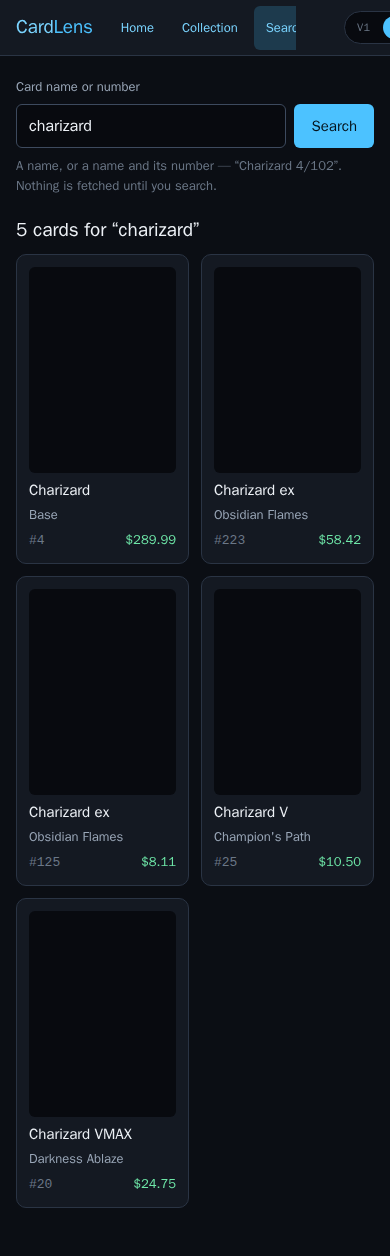 CardLens
Home
Collection
Searc
V1
Card name or number
charizard
Search
A name, or a name and its number — “Charizard 4/102”.
Nothing is fetched until you search.
5 cards for “charizard”
Charizard
Base
#4
$289.99
Charizard ex
Obsidian Flames
#223
$58.42
Charizard ex
Obsidian Flames
#125
$8.11
Charizard V
Champion's Path
#25
$10.50
Charizard VMAX
Darkness Ablaze
#20
$24.75